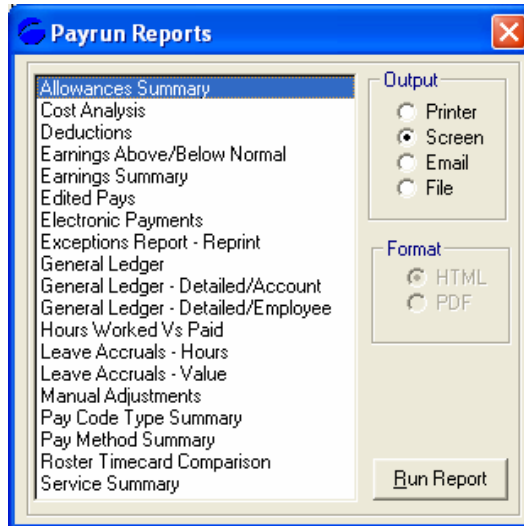 Payrun Reports
Allowances Summary
Cost Analysis
Deductions
Earnings Above/Below Normal
Earnings Summary
Edited Pays
Electronic Payments
Exceptions Report - Reprint
General Ledger
General Ledger - Detailed/Account
General Ledger - Detailed/Employee
Hours Worked Vs Paid
Leave Accruals - Hours
Leave Accruals - Value
Manual Adjustments
Pay Code Type Summary
Pay Method Summary
Roster Timecard Comparison
Service Summary
Output
Printer
Screen
Email
File
Format
HTML
PDF
Run Report